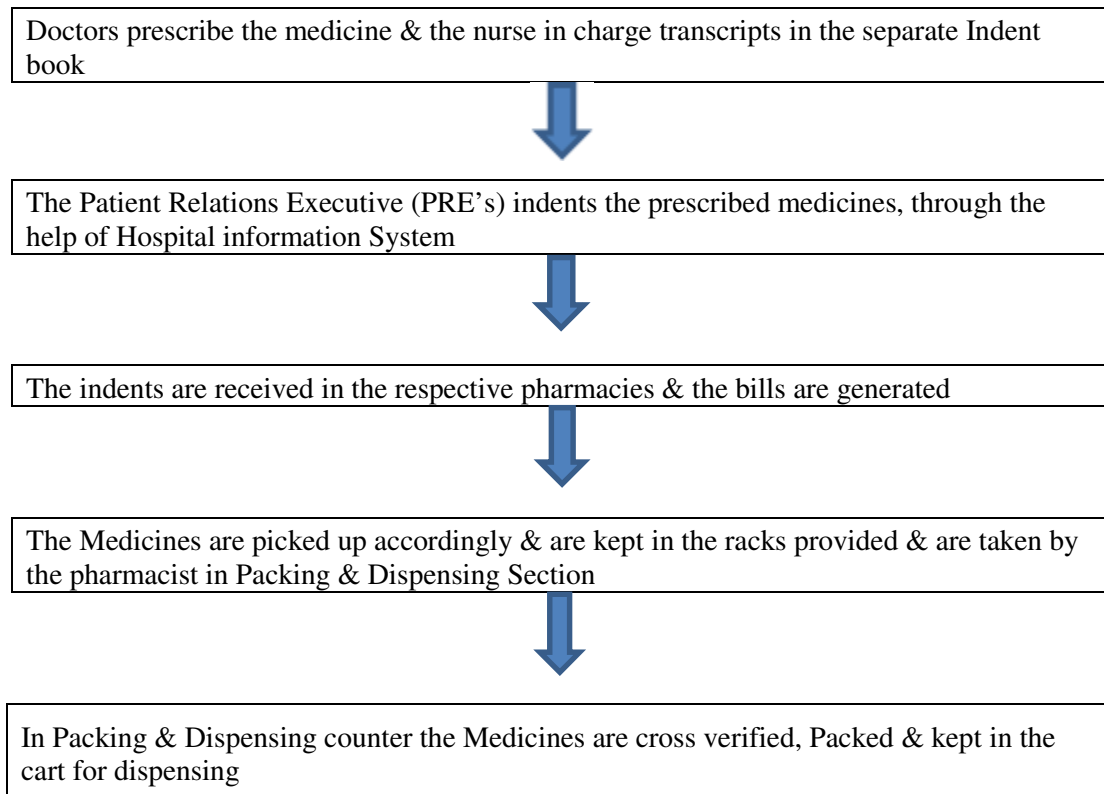 Doctors prescribe the medicine & the nurse in charge transcripts in the separate Indent
book
The Patient Relations Executive (PRE’s) indents the prescribed medicines, through the
help of Hospital information System
The indents are received in the respective pharmacies & the bills are generated
The Medicines are picked up accordingly & are kept in the racks provided & are taken by
the pharmacist in Packing & Dispensing Section
In Packing & Dispensing counter the Medicines are cross verified, Packed & kept in the
cart for dispensing